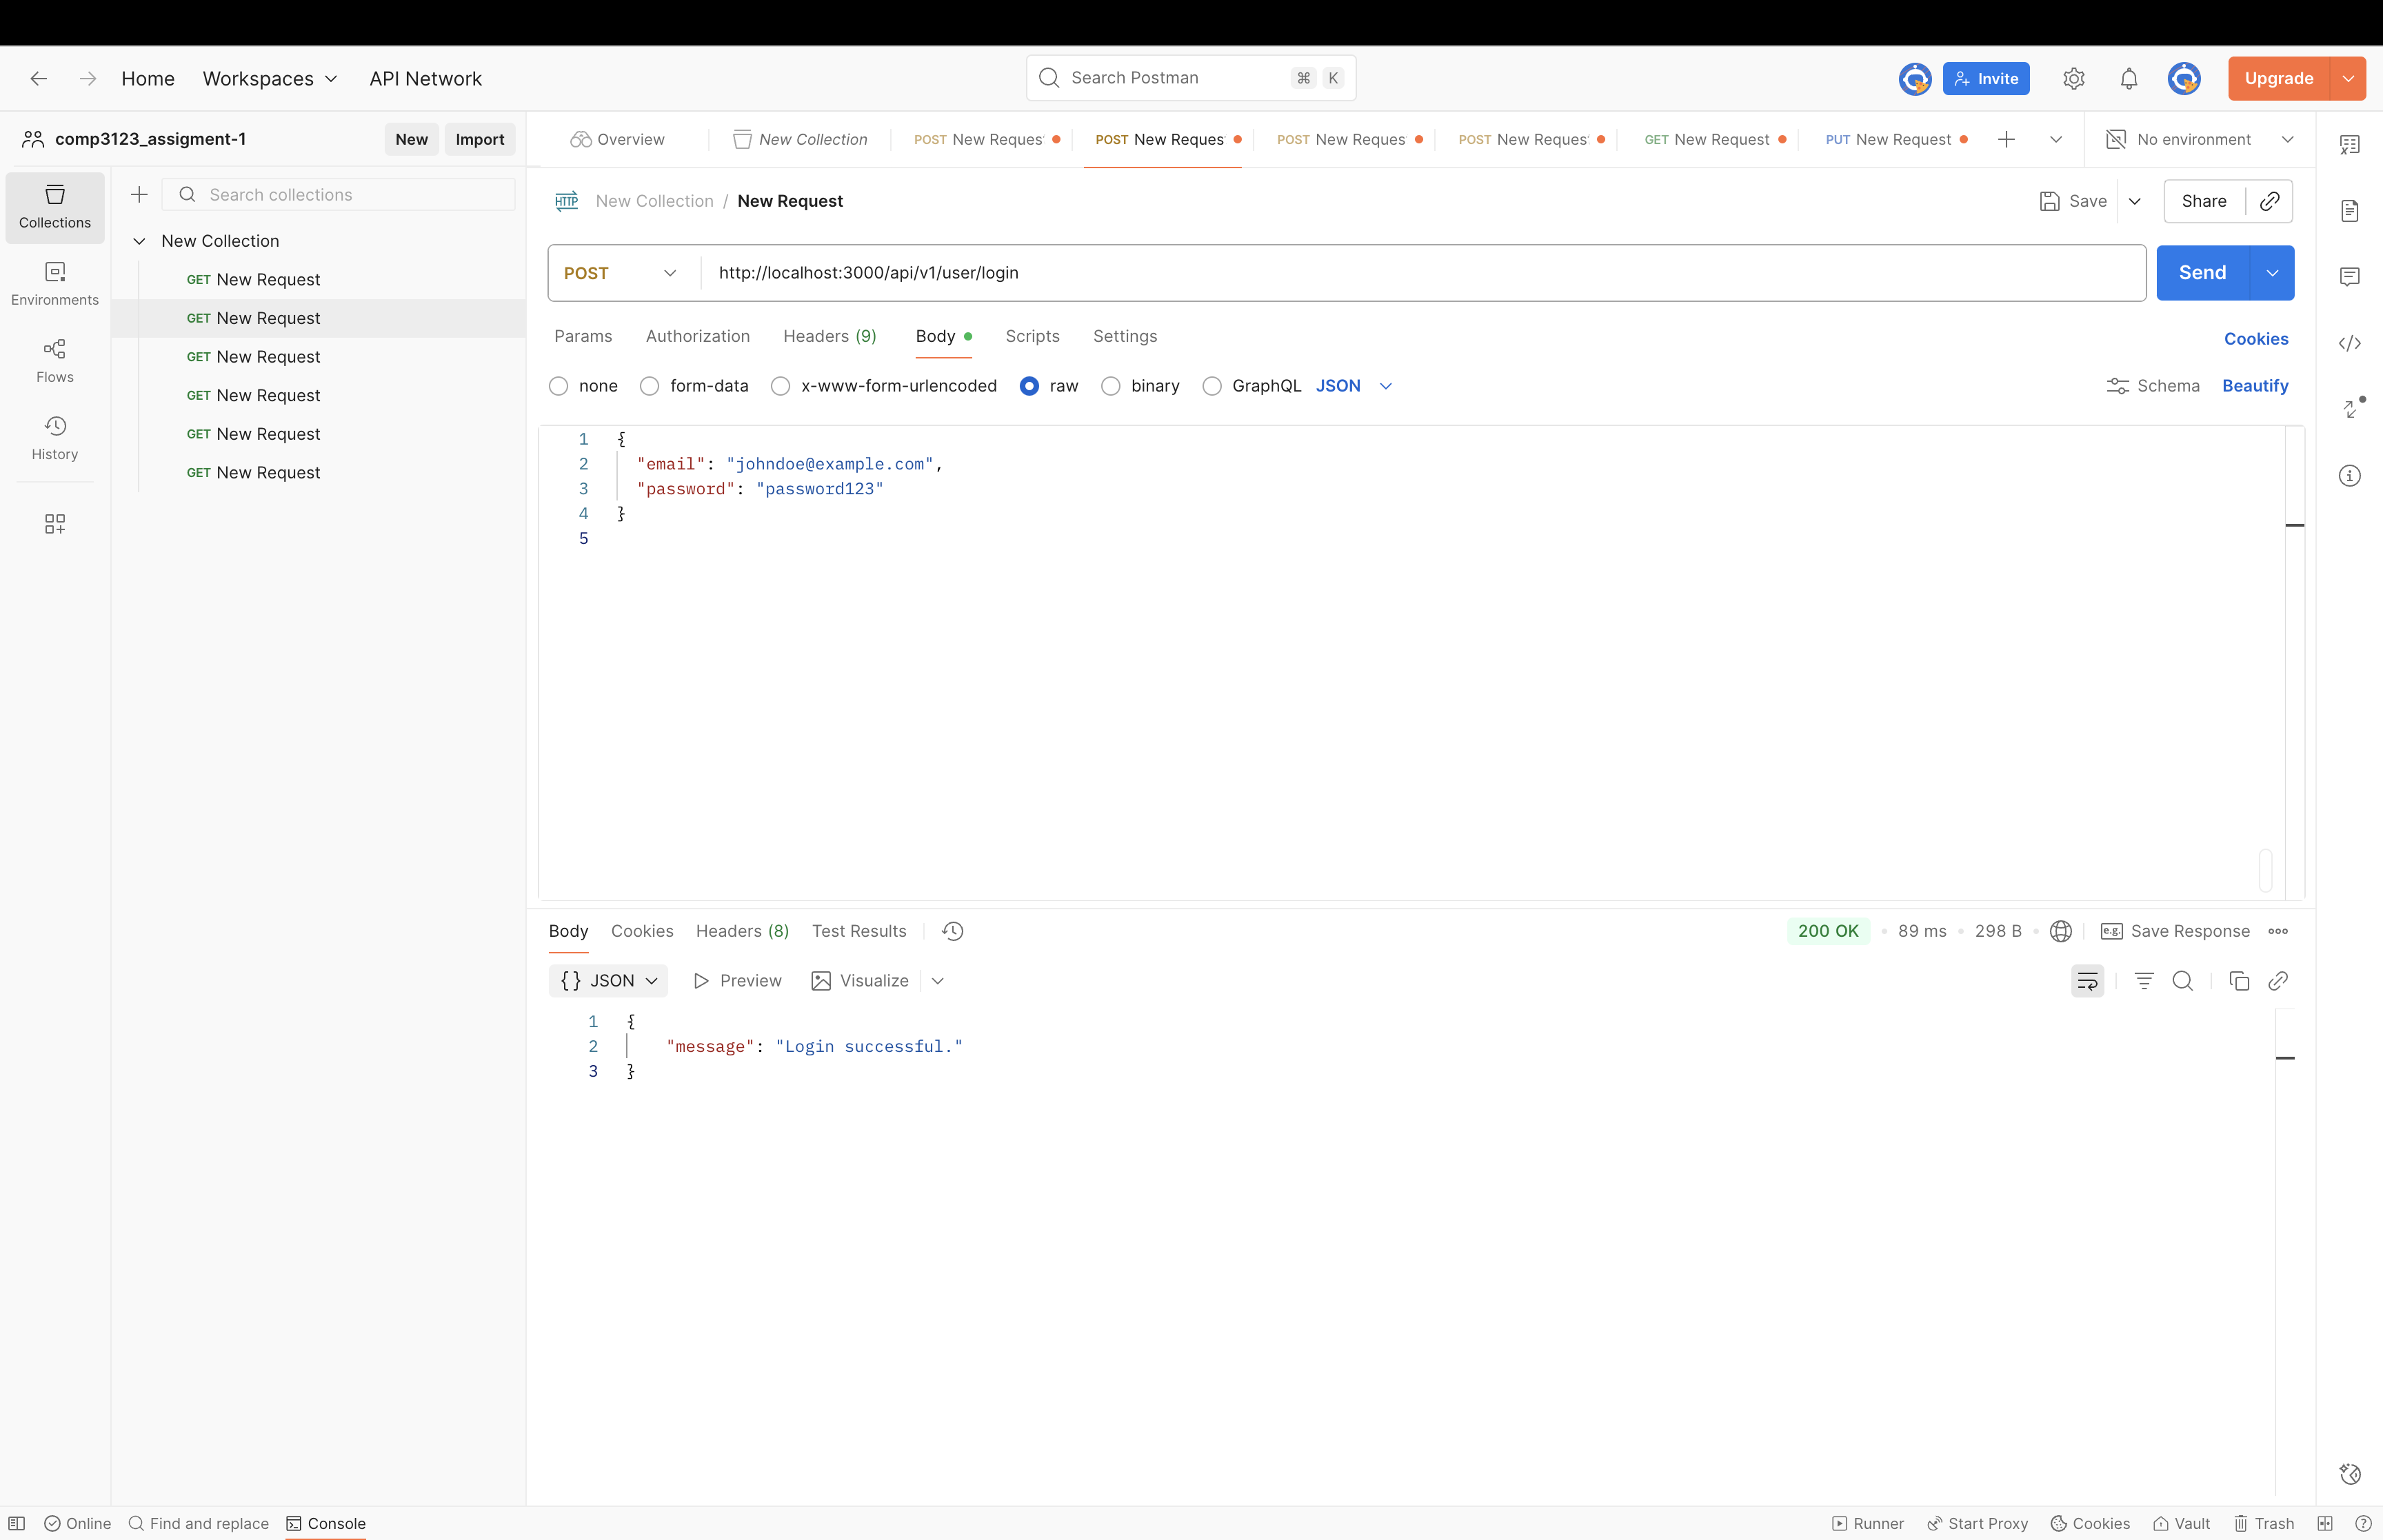 Home Workspaces API Network Search Postman ⌘ K Invite Upgrade
comp3123_assigment-1 New Import
Overview New Collection POST New Reques POST New Reques POST New Reques POST New Reques GET New Request PUT New Request No environment
Collections
Environments
Flows
History
Search collections
New Collection
GET New Request
GET New Request
GET New Request
GET New Request
GET New Request
GET New Request
HTTP New Collection / New Request Save Share
POST http://localhost:3000/api/v1/user/login Send
Params Authorization Headers (9) Body Scripts Settings Cookies
none form-data x-www-form-urlencoded raw binary GraphQL JSON Schema Beautify
1 {
2 "email": "johndoe@example.com",
3 "password": "password123"
4 }
5
Body Cookies Headers (8) Test Results 200 OK 89 ms 298 B e.g. Save Response
{} JSON Preview Visualize
1 {
2 "message": "Login successful."
3 }
Online Find and replace Console Runner Start Proxy Cookies Vault Trash